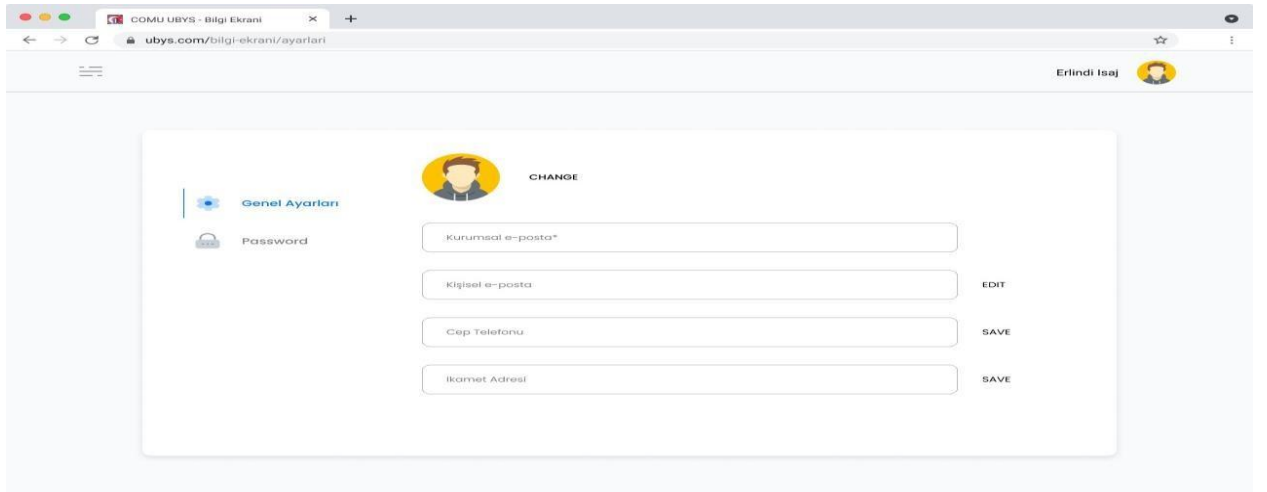 COMU UBYS - Bilgi Ekrani
ubys.com/bilgi-ekrani/ayarlari
Erlindi Isaj
CHANGE
Genel Ayarları
Password
Kurumsal e-posta*
Kişisel e-posta
EDIT
Cep Telefonu
SAVE
Ikamet Adresi
SAVE